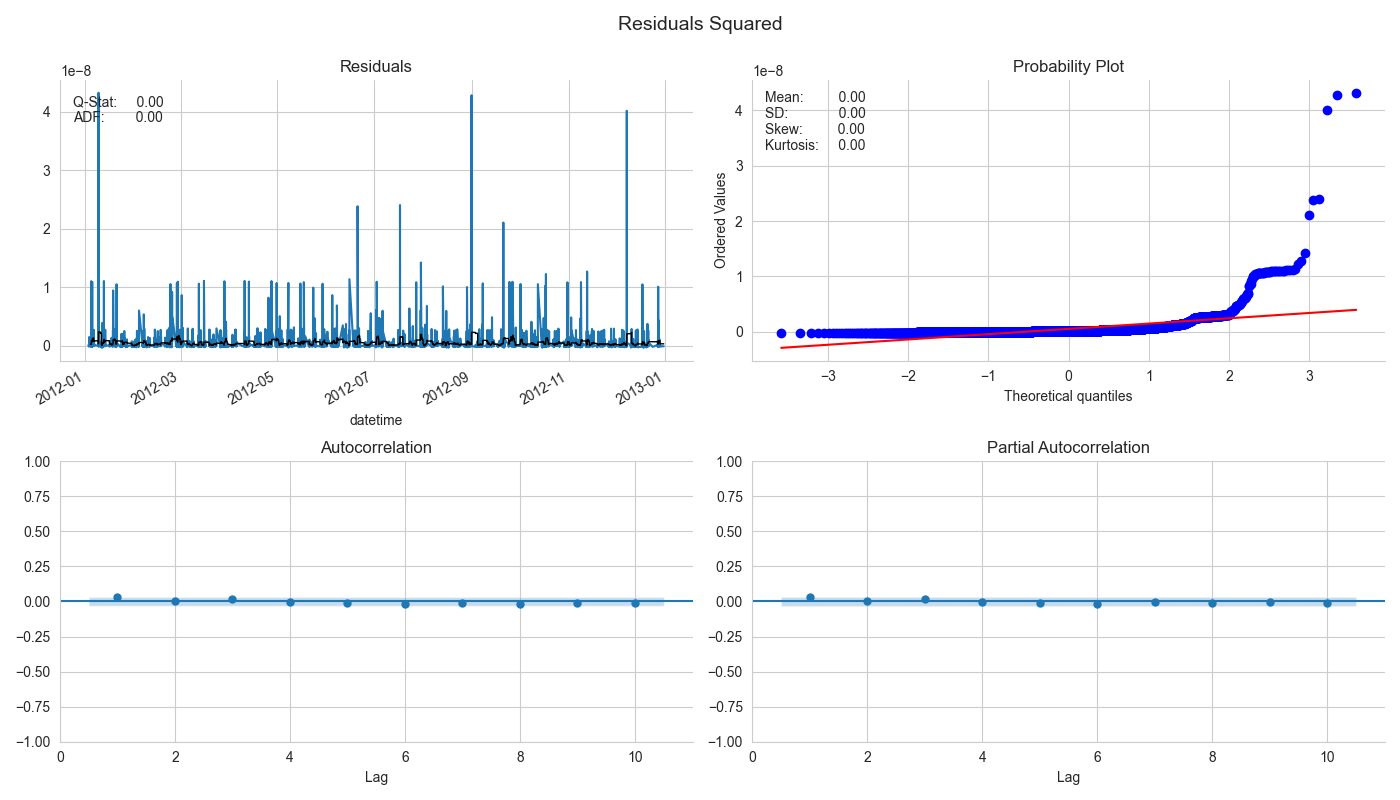 Residuals Squared
Residuals
1e−8
Q-Stat: 0.00
ADF: 0.00
4
3
2
1
0
2012-01
2012-03
2012-05
2012-07
2012-09
2012-11
2013-01
datetime
Probability Plot
1e−8
Mean: 0.00
SD: 0.00
Skew: 0.00
Kurtosis: 0.00
Ordered Values
4
3
2
1
0
−3 −2 −1 0 1 2 3
Theoretical quantiles
Autocorrelation
1.00
0.75
0.50
0.25
0.00
−0.25
−0.50
−0.75
−1.00
0 2 4 6 8 10
Lag
Partial Autocorrelation
1.00
0.75
0.50
0.25
0.00
−0.25
−0.50
−0.75
−1.00
0 2 4 6 8 10
Lag